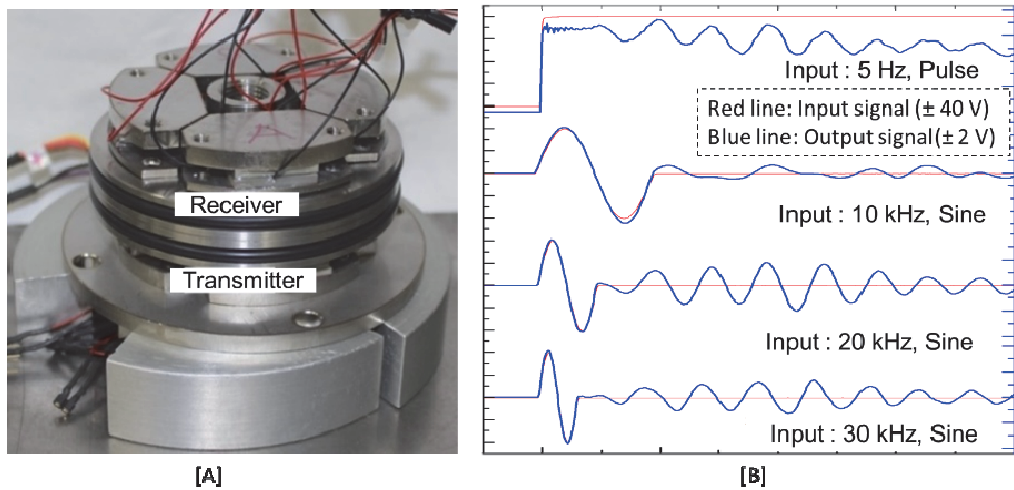 Receiver
Transmitter
[A]
Input : 5 Hz, Pulse
Red line: Input signal (± 40 V)
Blue line: Output signal (± 2 V)
Input : 10 kHz, Sine
Input : 20 kHz, Sine
Input : 30 kHz, Sine
[B]